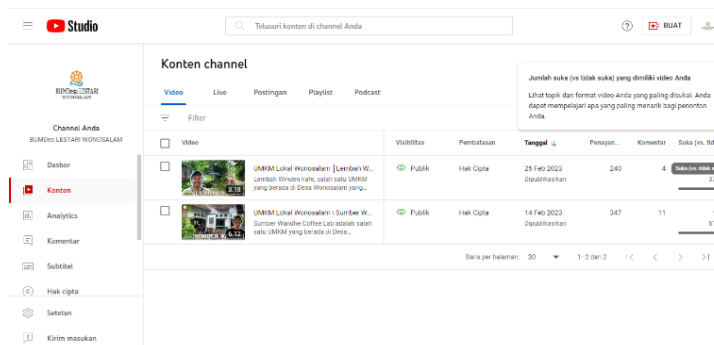 Studio
Telusuri konten di channel Anda
BUAT
BUMDesa LESTARI
WONOSALAM
Channel Anda
BUMDes LESTARI WONOSALAM
Dasbor
Konten
Analytics
Komentar
Subtitel
Hak cipta
Setelan
Kirim masukan
Konten channel
Video
Live
Postingan
Playlist
Podcast
Filter
Jumlah suka (vs tidak suka) yang dimiliki video Anda
Lihat topik dan format video Anda yang paling disukai. Anda
dapat mempelajari apa yang paling menarik bagi penonton
Anda.
Video
Visibilitas
Pembatasan
Tanggal
Penayan...
Komentar
Suka (vs. tid
3.18
UMKM Lokal Wonosalam | Lembah W...
Lembah Winden kafe, salah satu UMKM
yang berada di Desa Wonosalam yang...
Publik
Hak Cipta
25 Feb 2023
Dipublikasikan
240
4
Suka (vs. tidak
6.12
UMKM Lokal Wonosalam I Sumber W...
Sumber Wandhe Coffee Lab adalah salah
satu UMKM yang berada di Desa...
Publik
Hak Cipta
14 Feb 2023
Dipublikasikan
347
11
Baris per halaman:
30
1–2 dari 2